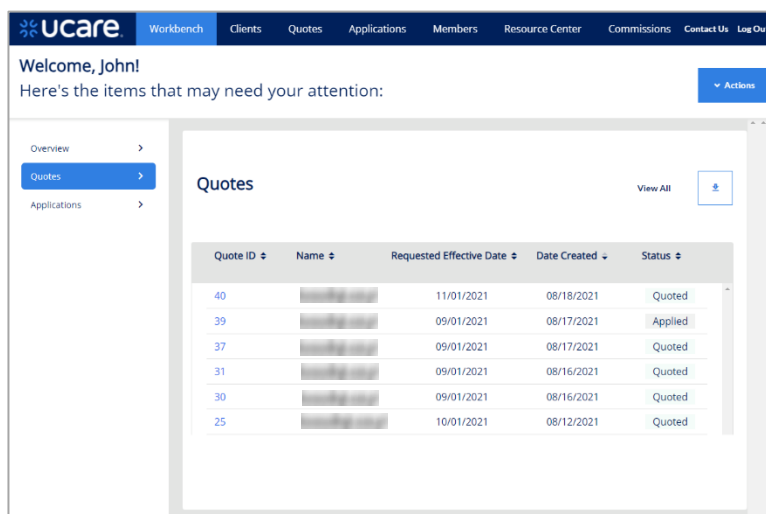 ucare. Workbench Clients Quotes Applications Members Resource Center Commissions Contact Us Log Ou
Welcome, John!
Here's the items that may need your attention:
Actions
Overview
Quotes
Applications
Quotes
View All
Quote ID Name Requested Effective Date Date Created Status
40 11/01/2021 08/18/2021 Quoted
39 09/01/2021 08/17/2021 Applied
37 09/01/2021 08/17/2021 Quoted
31 09/01/2021 08/16/2021 Quoted
30 09/01/2021 08/16/2021 Quoted
25 10/01/2021 08/12/2021 Quoted